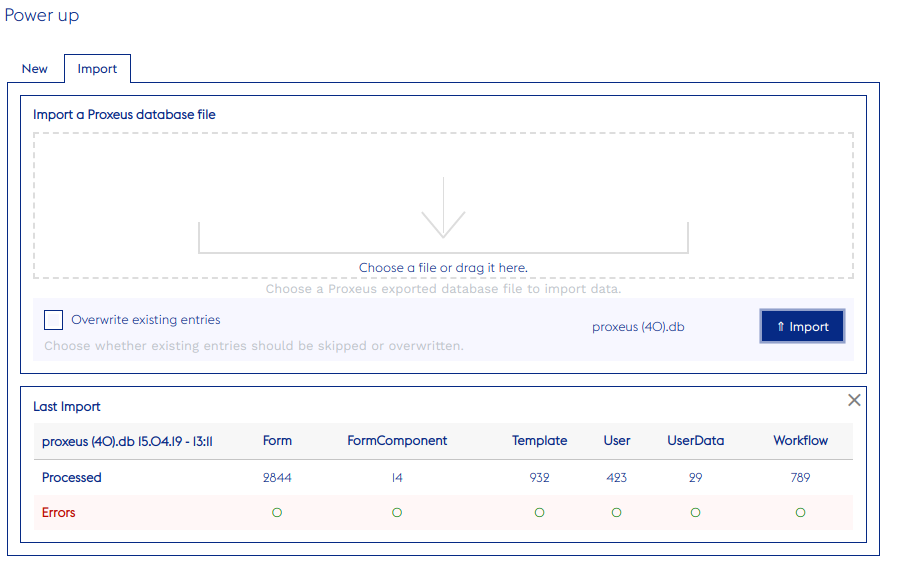 Power up
New Import
Import a Proxeus database file
Choose a file or drag it here.
Choose a Proxeus exported database file to import data.
Overwrite existing entries
proxeus (40).db
⇑ Import
Choose whether existing entries should be skipped or overwritten.
Last Import
proxeus (40).db 15.04.19 - 13:11 Form FormComponent Template User UserData Workflow
Processed 2844 14 932 423 29 789
Errors 0 0 0 0 0 0